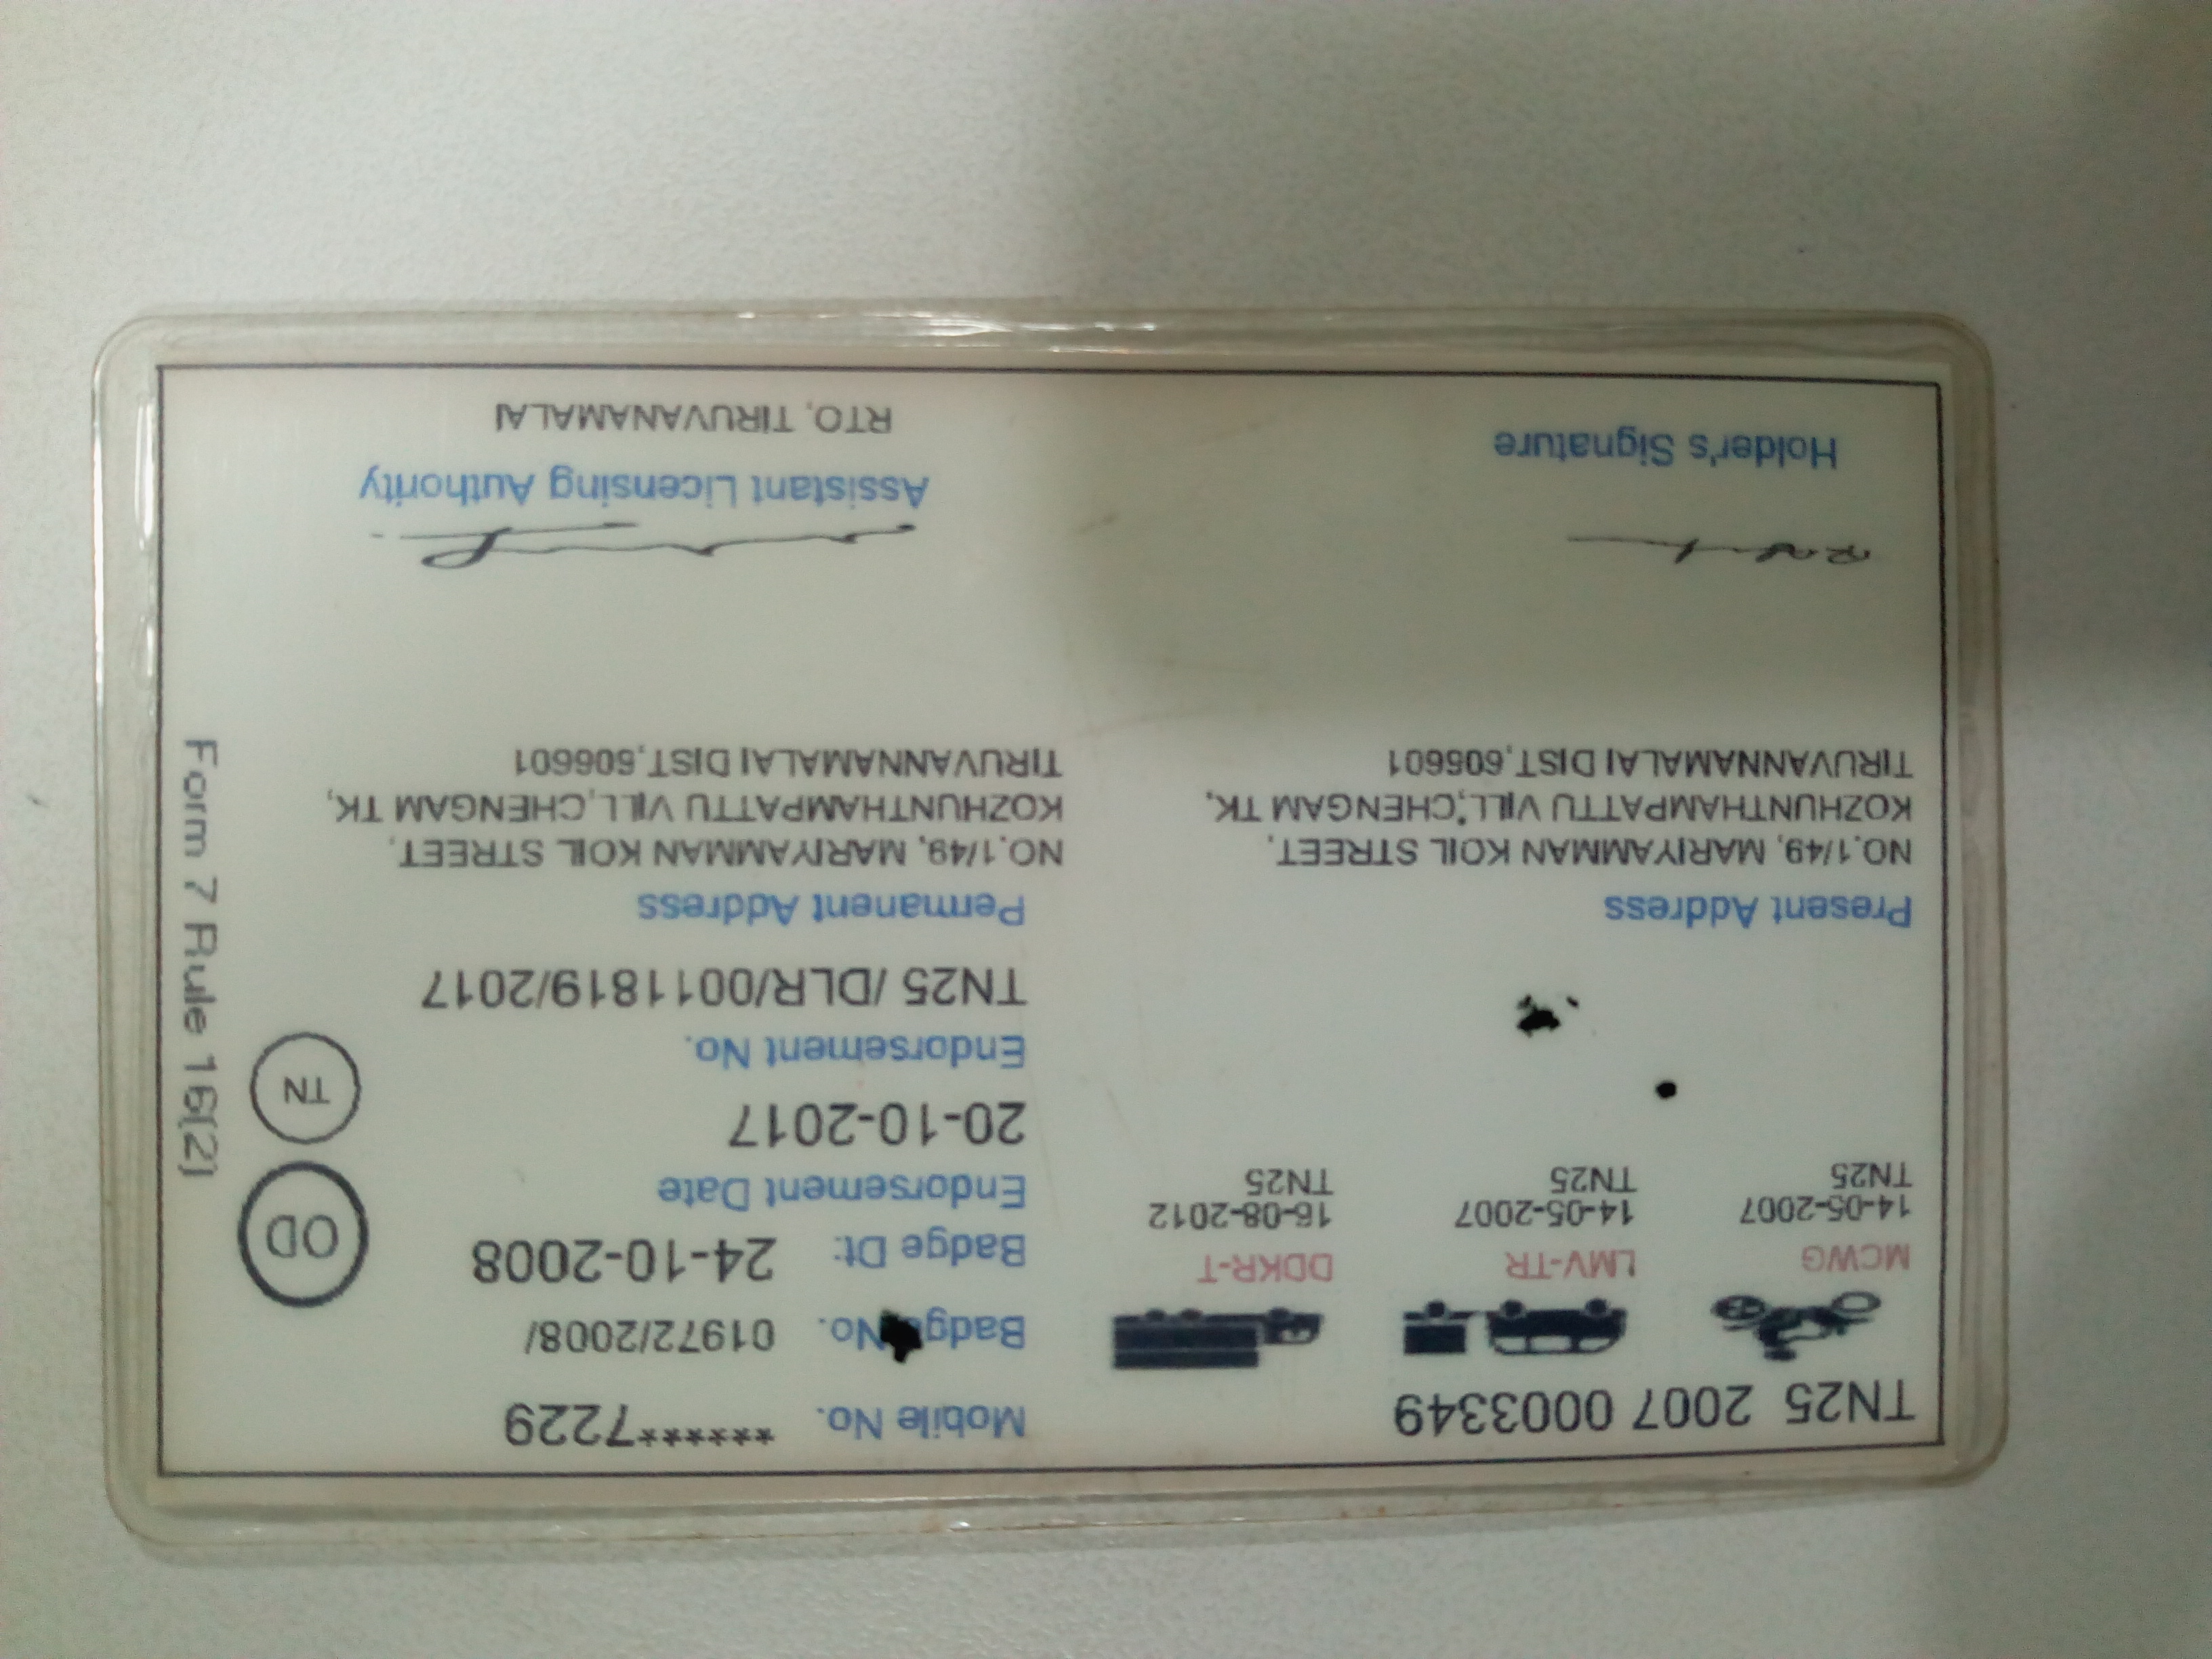 TN25 2007 0003349
Mobile No. ******7229
Badge No. 01972/2008/
Badge Dt: 24-10-2008
MCWG
14-05-2007
TN25
LMV-TR
14-05-2007
TN25
DDKR-T
16-08-2012
TN25
Endorsement Date
20-10-2017
Endorsement No.
TN25 /DLR/0011819/2017
OD
TN
Form 7 Rule 16(2)
Present Address
NO.1/49, MARIYAMMAN KOIL STREET,
KOZHUNTHAMPATTU VILL,CHENGAM TK,
TIRUVANNAMALAI DIST,606601
Permanent Address
NO.1/49, MARIYAMMAN KOIL STREET,
KOZHUNTHAMPATTU VILL,CHENGAM TK,
TIRUVANNAMALAI DIST,606601
Holder's Signature
Assistant Licensing Authority
RTO, TIRUVANAMALAI